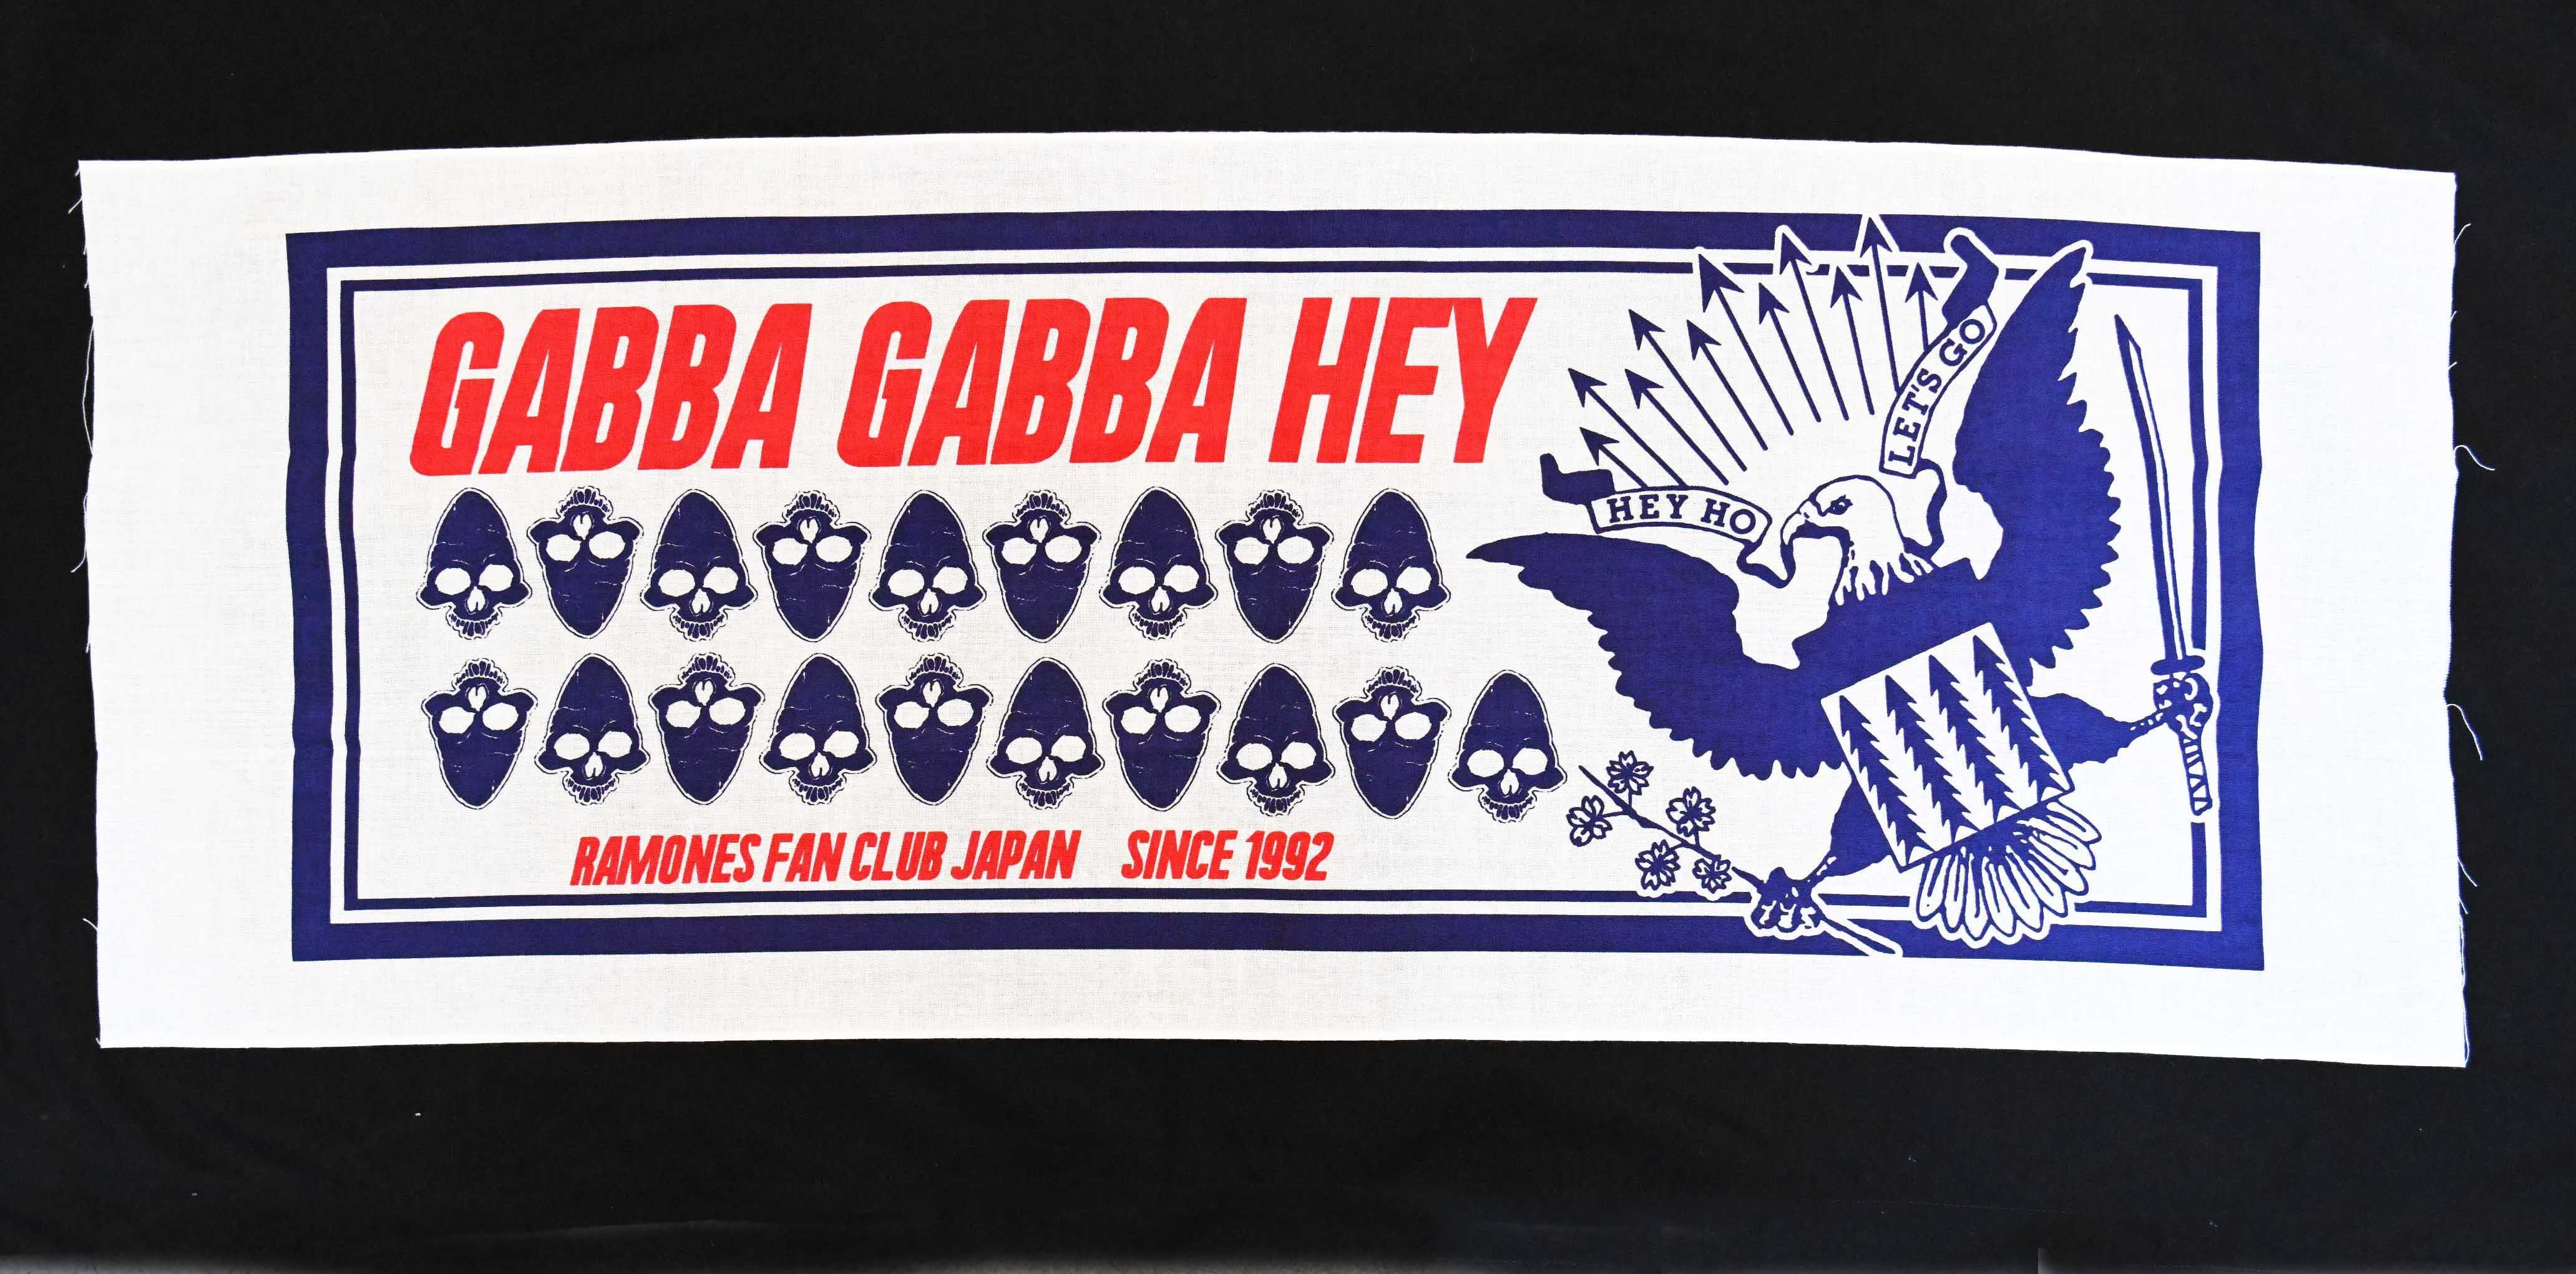 GABBA GABBA HEY
HEY HO
LET'S GO
RAMONES FAN CLUB JAPAN SINCE 1992